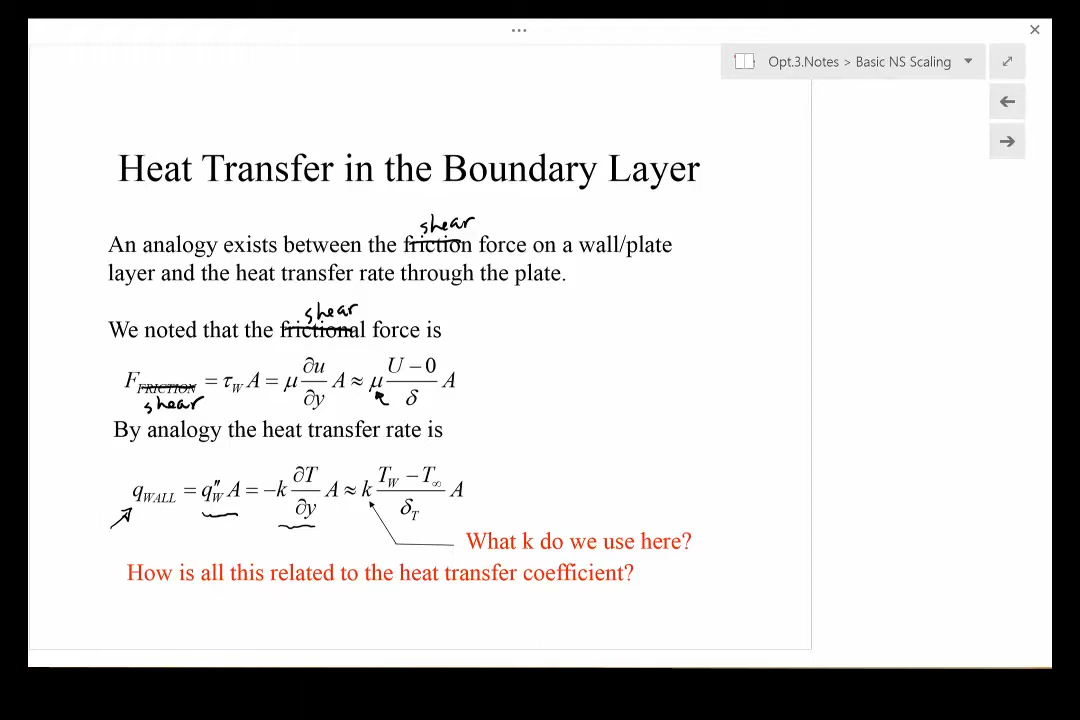 Opt.3.Notes > Basic NS Scaling
Heat Transfer in the Boundary Layer
shear
An analogy exists between the friction force on a wall/plate
layer and the heat transfer rate through the plate.
shear
We noted that the frictional force is
F_FRICTION = τ_W A = μ ∂u/∂y A ≈ μ (U − 0)/δ A
shear
By analogy the heat transfer rate is
q_WALL = q″_W A = −k ∂T/∂y A ≈ k (T_W − T_∞)/δ_T A
What k do we use here?
How is all this related to the heat transfer coefficient?